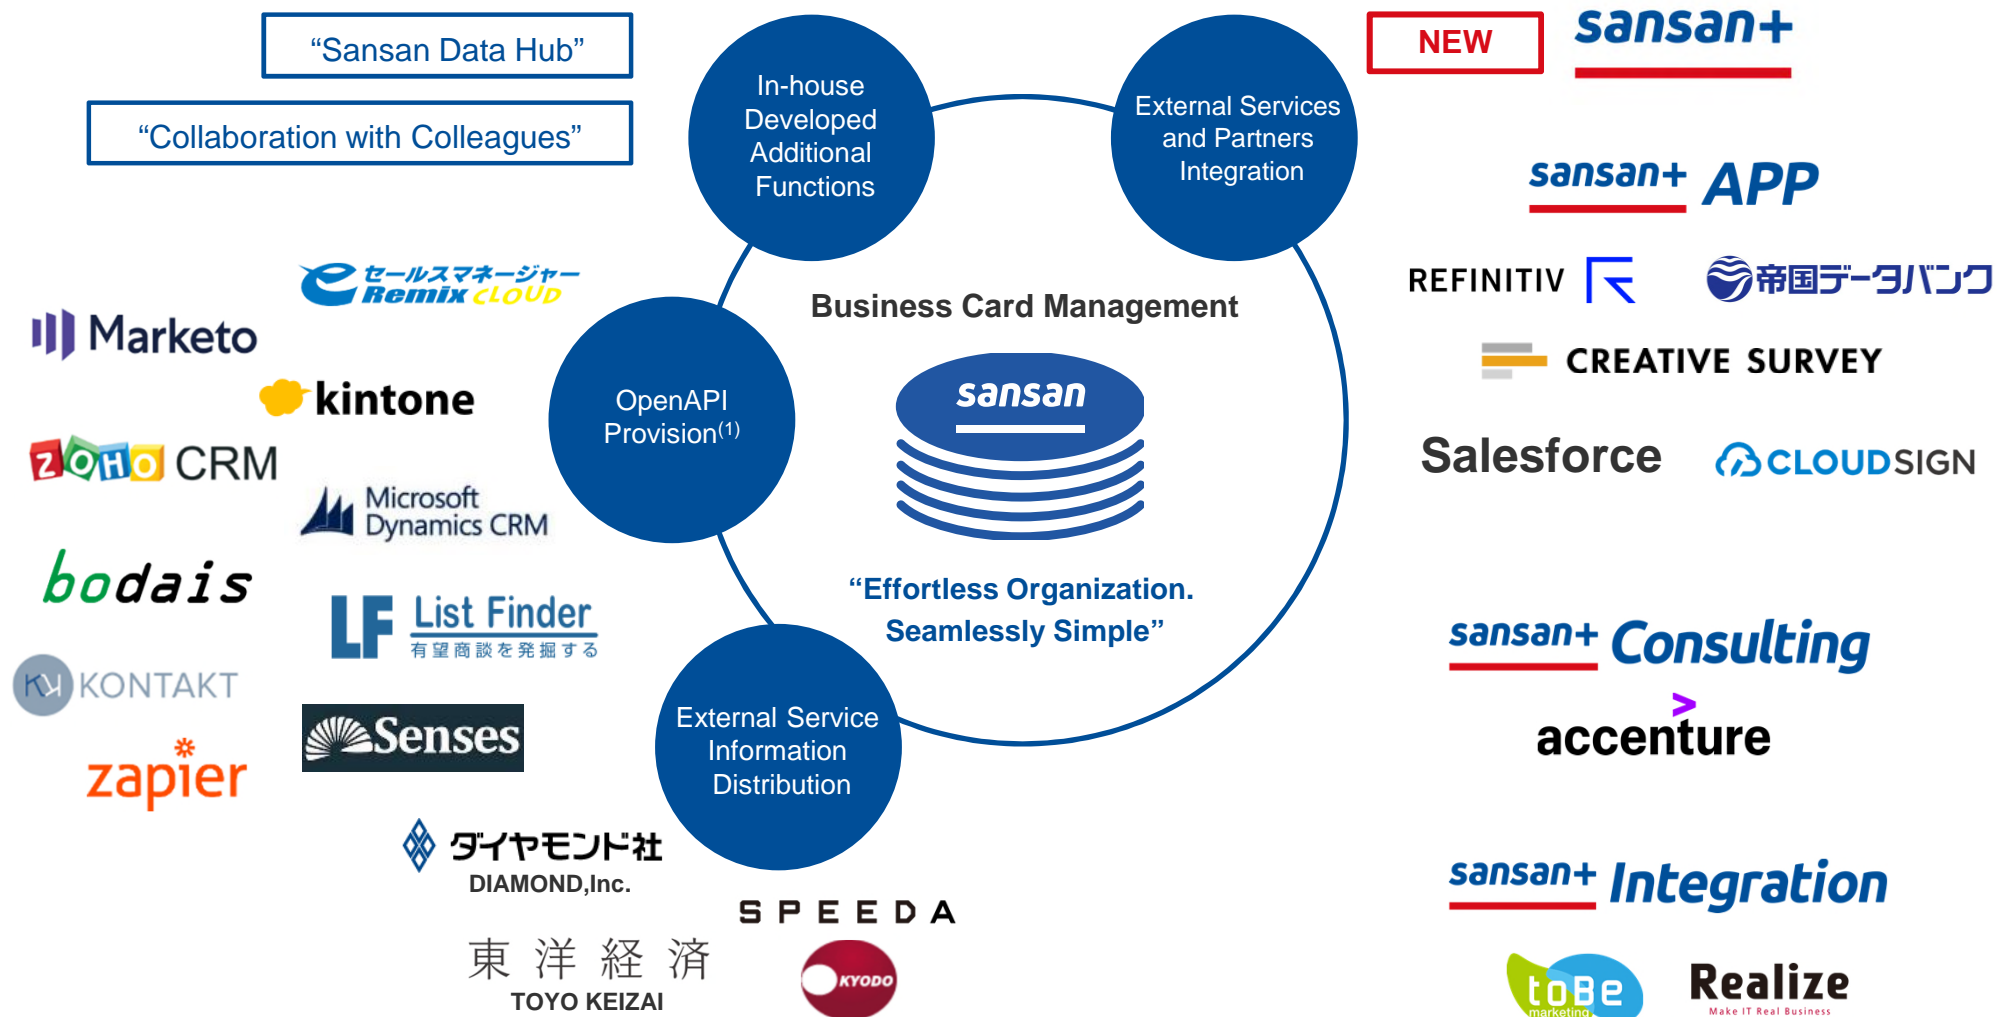 “Sansan Data Hub”
“Collaboration with Colleagues”
In-house
Developed
Additional
Functions
External Services
and Partners
Integration
NEW
sansan+
sansan+ APP
REFINITIV
帝国データバンク
CREATIVE SURVEY
Salesforce
CLOUDSIGN
sansan+ Consulting
accenture
sansan+ Integration
toBe
marketing
Realize
Make IT Real Business
Business Card Management
sansan
“Effortless Organization.
Seamlessly Simple”
OpenAPI
Provision(1)
eセールスマネージャー
Remix CLOUD
Marketo
kintone
ZOHO CRM
Microsoft
Dynamics CRM
bodais
LF List Finder
有望商談を発掘する
KONTAKT
Senses
zapier
External Service
Information
Distribution
ダイヤモンド社
DIAMOND,Inc.
SPEEDA
東洋経済
TOYO KEIZAI
KYODO